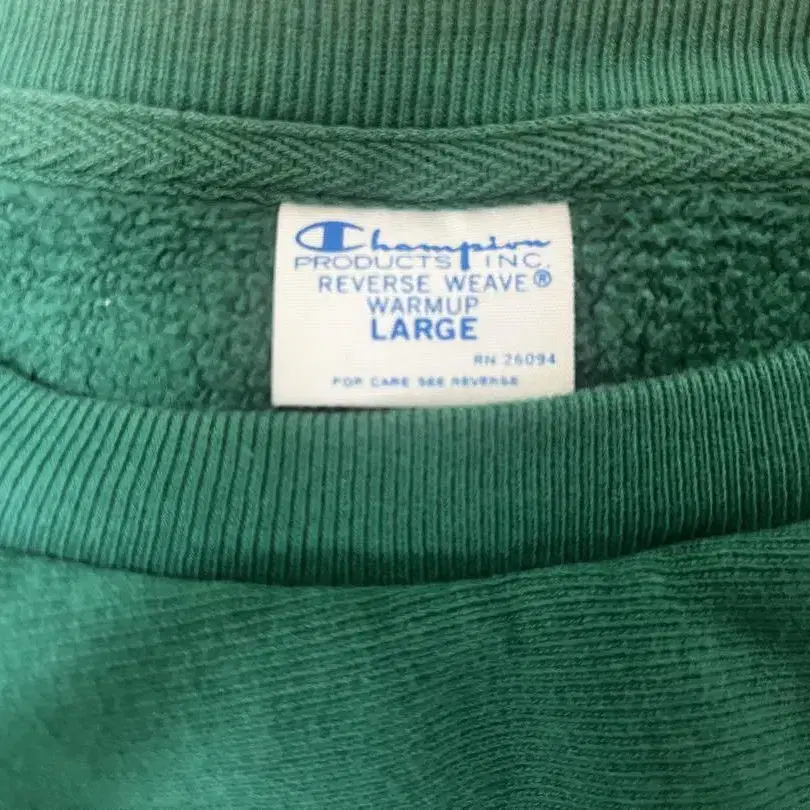 Champion
PRODUCTS INC.
REVERSE WEAVE®
WARMUP
LARGE
RN 26094
FOR CARE SEE REVERSE